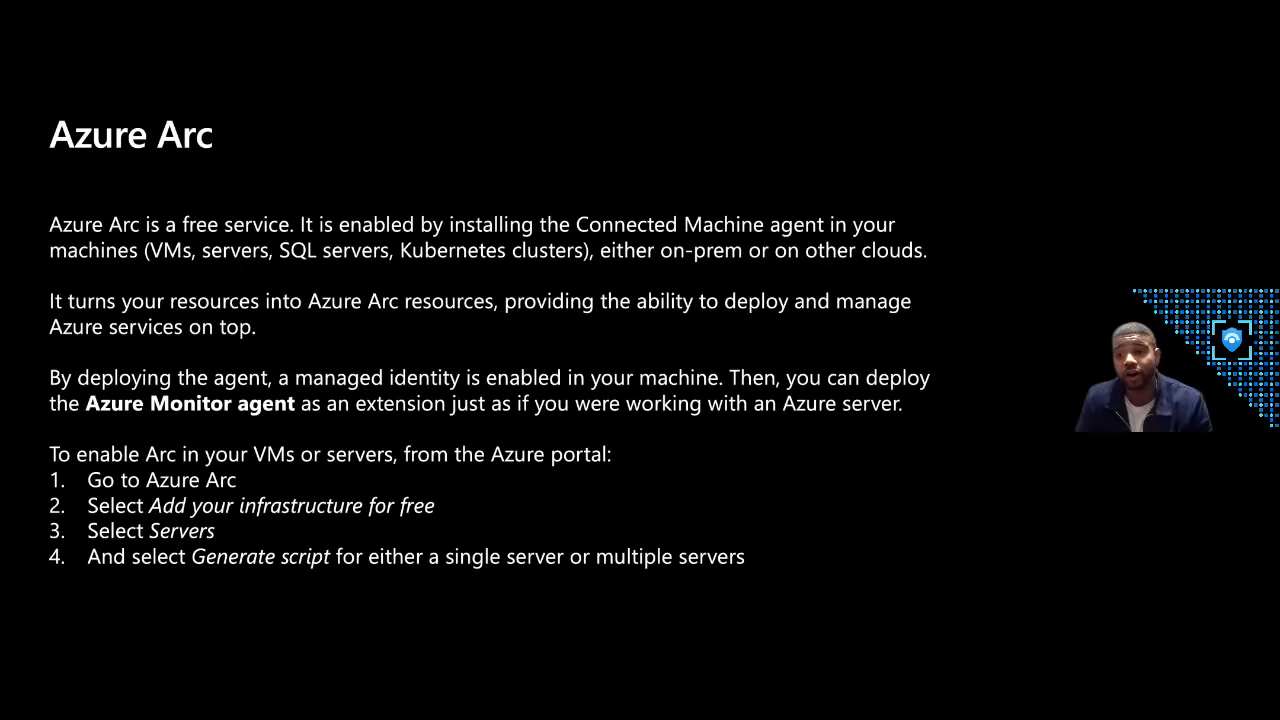 Azure Arc
Azure Arc is a free service. It is enabled by installing the Connected Machine agent in your
machines (VMs, servers, SQL servers, Kubernetes clusters), either on-prem or on other clouds.
It turns your resources into Azure Arc resources, providing the ability to deploy and manage
Azure services on top.
By deploying the agent, a managed identity is enabled in your machine. Then, you can deploy
the Azure Monitor agent as an extension just as if you were working with an Azure server.
To enable Arc in your VMs or servers, from the Azure portal:
1. Go to Azure Arc
2. Select Add your infrastructure for free
3. Select Servers
4. And select Generate script for either a single server or multiple servers